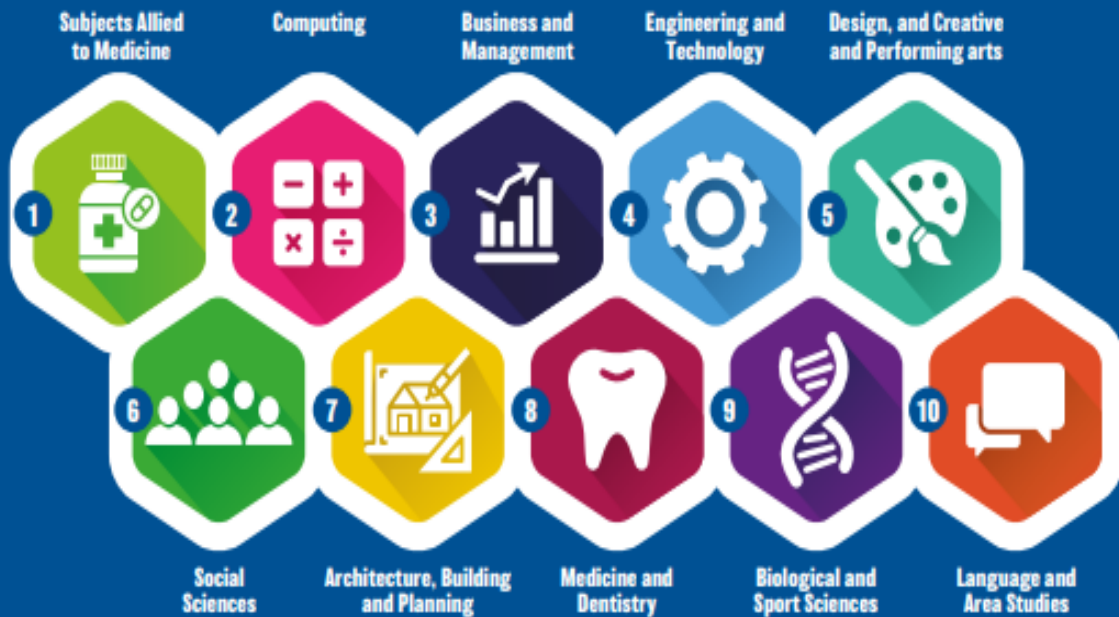 Subjects Allied
to Medicine
Computing
Business and
Management
Engineering and
Technology
Design, and Creative
and Performing arts
1
2
3
4
5
6
7
8
9
10
Social
Sciences
Architecture, Building
and Planning
Medicine and
Dentistry
Biological and
Sport Sciences
Language and
Area Studies